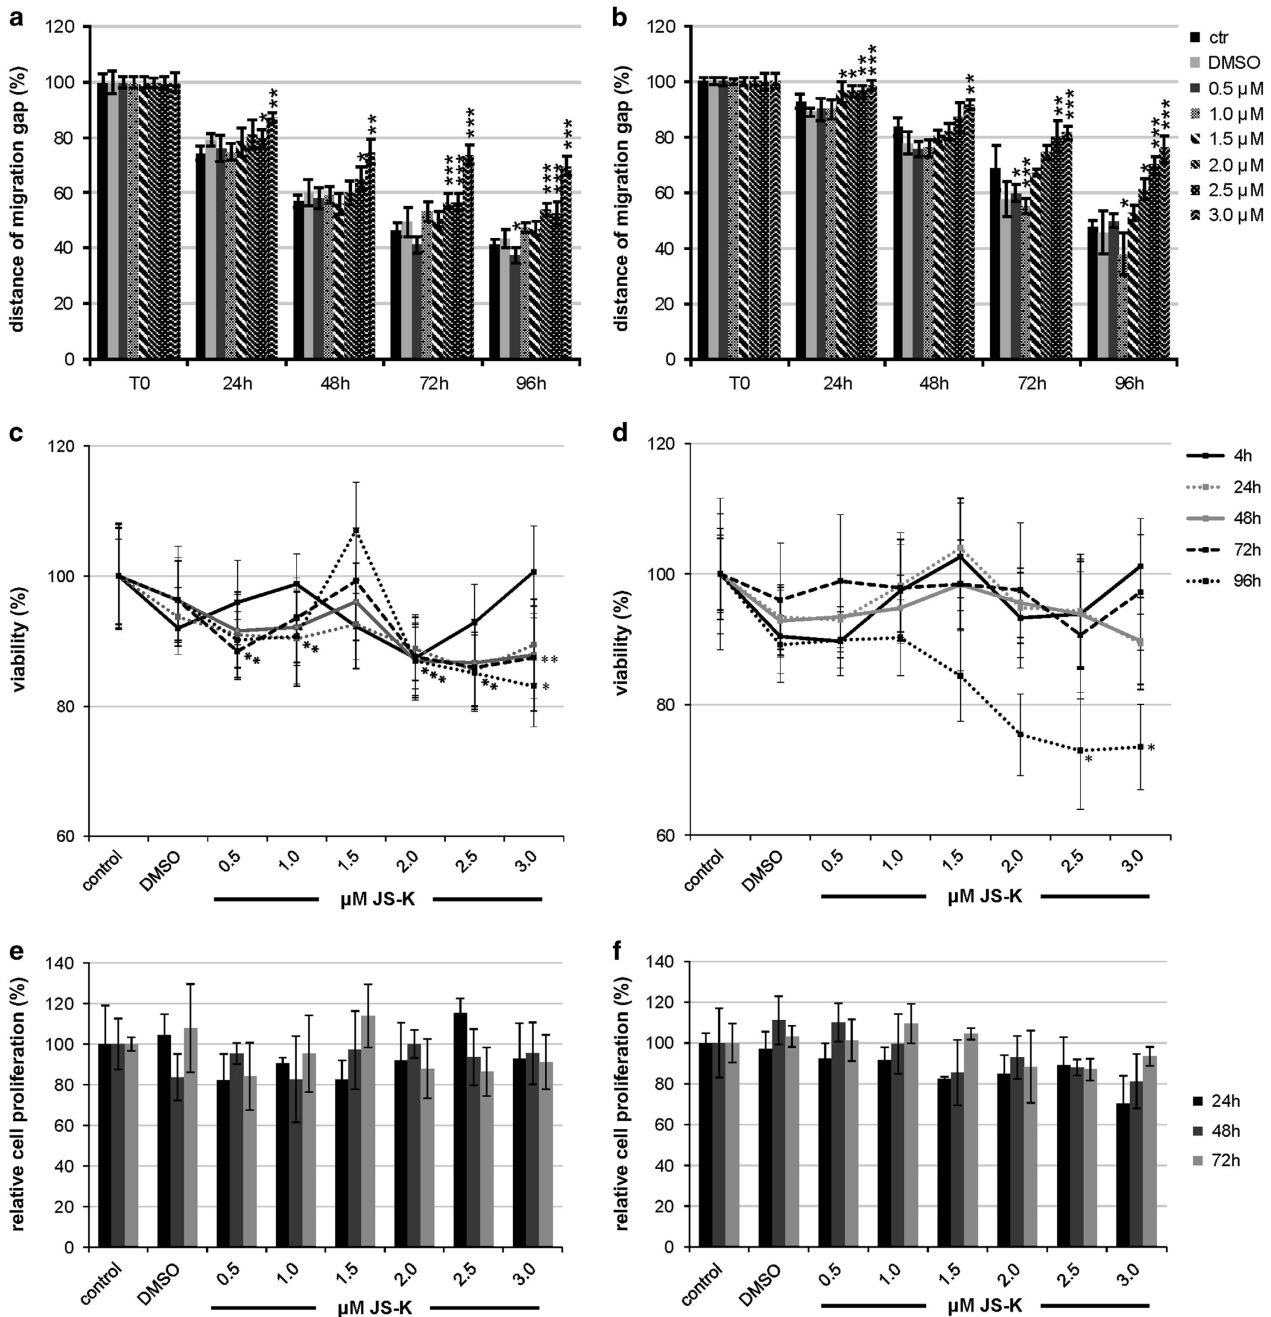 a
distance of migration gap (%)
120
100
80
60
40
20
0
T0 24h 48h 72h 96h
* ** * ** *** *** *** * *** *** ***
b
distance of migration gap (%)
120
100
80
60
40
20
0
T0 24h 48h 72h 96h
* ** ** *** ** * ** ** *** * * *** ***
ctr
DMSO
0.5 µM
1.0 µM
1.5 µM
2.0 µM
2.5 µM
3.0 µM
c
viability (%)
120
100
80
60
** ** *** ** ** *
control DMSO 0.5 1.0 1.5 2.0 2.5 3.0
µM JS-K
d
viability (%)
120
100
80
60
* *
control DMSO 0.5 1.0 1.5 2.0 2.5 3.0
µM JS-K
4h
24h
48h
72h
96h
e
relative cell proliferation (%)
140
120
100
80
60
40
20
0
control DMSO 0.5 1.0 1.5 2.0 2.5 3.0
µM JS-K
f
relative cell proliferation (%)
140
120
100
80
60
40
20
0
control DMSO 0.5 1.0 1.5 2.0 2.5 3.0
µM JS-K
24h
48h
72h